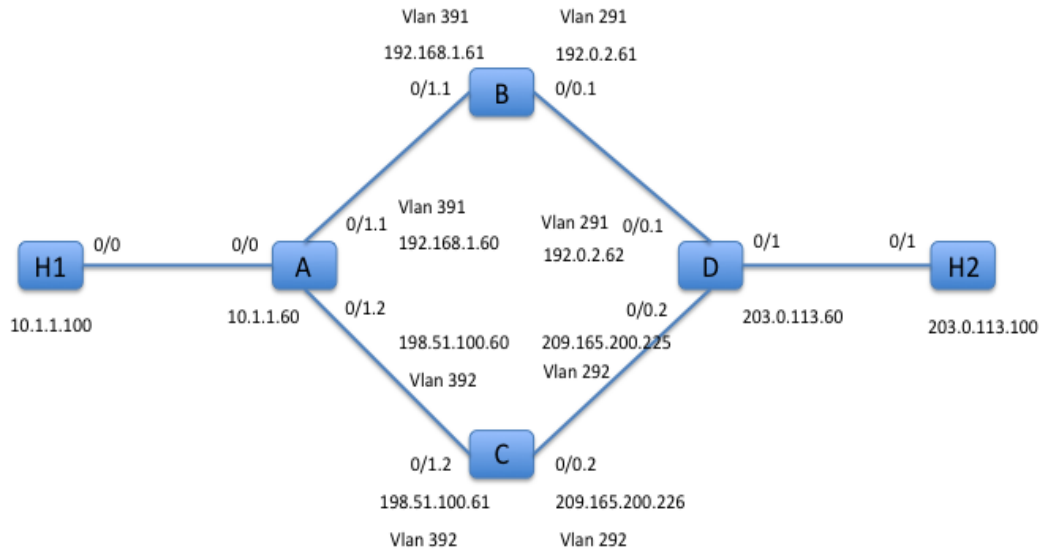 Vlan 391
Vlan 291
192.168.1.61
192.0.2.61
0/1.1
B
0/0.1
0/1.1
Vlan 391
Vlan 291
0/0.1
192.168.1.60
192.0.2.62
H1
0/0
0/0
A
D
0/1
0/1
H2
10.1.1.100
10.1.1.60
0/1.2
0/0.2
203.0.113.60
203.0.113.100
198.51.100.60
209.165.200.225
Vlan 392
Vlan 292
C
0/1.2
0/0.2
198.51.100.61
209.165.200.226
Vlan 392
Vlan 292